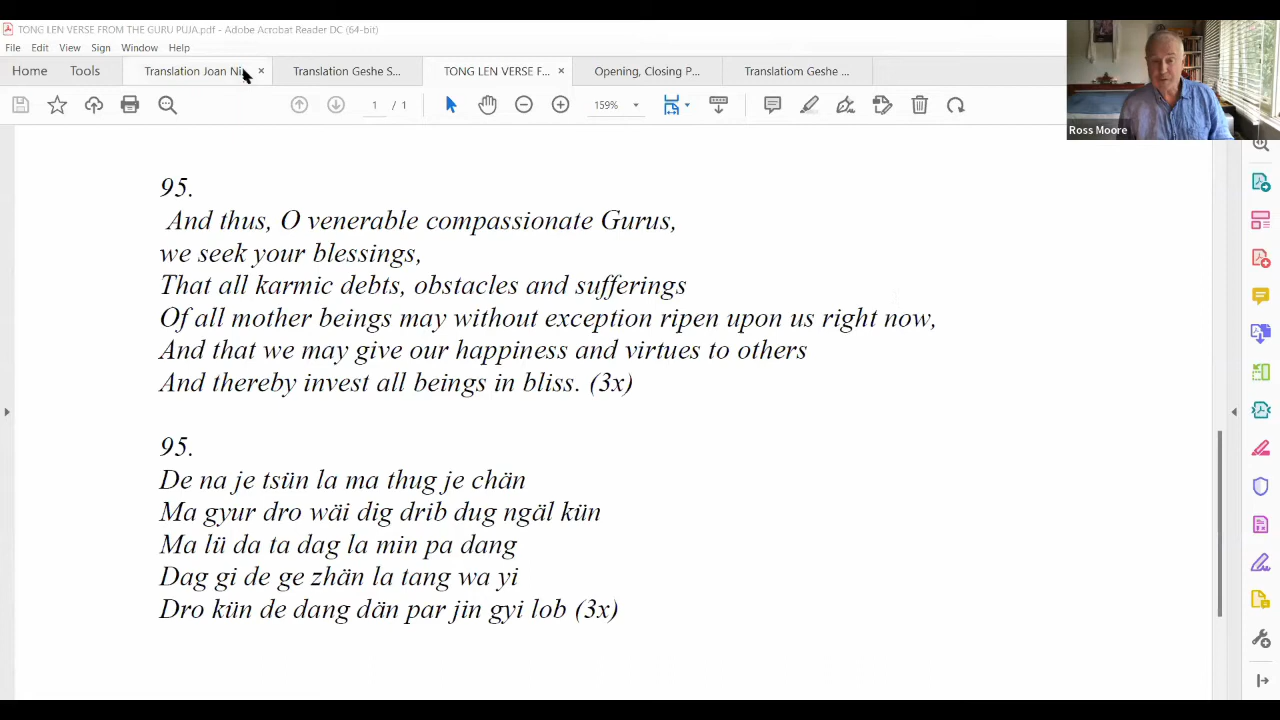 TONG LEN VERSE FROM THE GURU PUJA.pdf - Adobe Acrobat Reader DC (64-bit)
File Edit View Sign Window Help
Home Tools Translation Joan Ni... Translation Geshe S... TONG LEN VERSE F... Opening, Closing P... Translatiom Geshe ...
1 / 1 159%
Ross Moore
95.
And thus, O venerable compassionate Gurus,
we seek your blessings,
That all karmic debts, obstacles and sufferings
Of all mother beings may without exception ripen upon us right now,
And that we may give our happiness and virtues to others
And thereby invest all beings in bliss. (3x)
95.
De na je tsün la ma thug je chän
Ma gyur dro wäi dig drib dug ngäl kün
Ma lü da ta dag la min pa dang
Dag gi de ge zhän la tang wa yi
Dro kün de dang dän par jin gyi lob (3x)